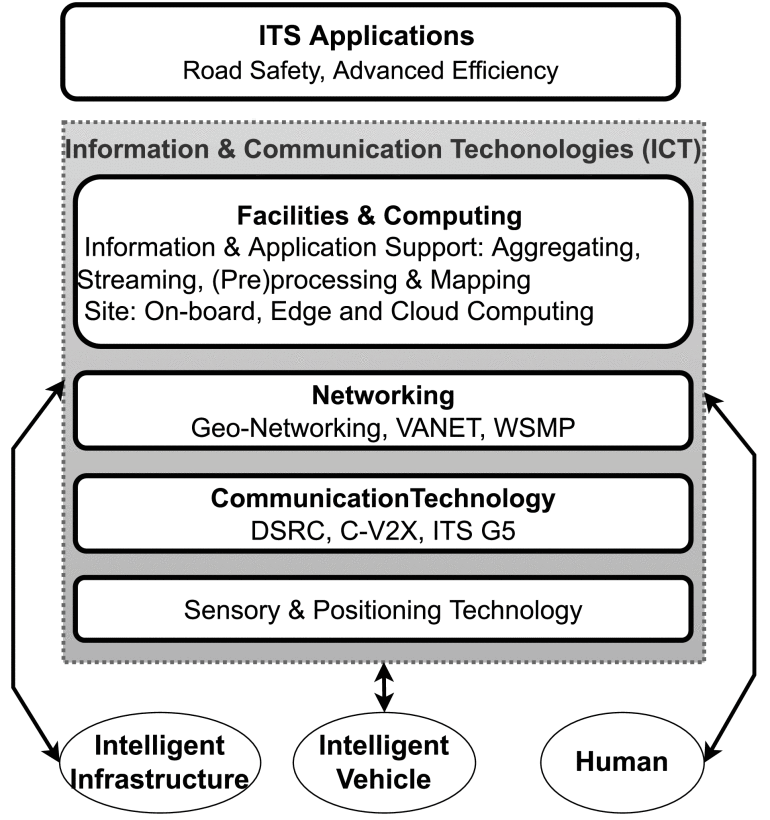 ITS Applications
Road Safety, Advanced Efficiency
Information & Communication Techonologies (ICT)
Facilities & Computing
Information & Application Support: Aggregating,
Streaming, (Pre)processing & Mapping
Site: On-board, Edge and Cloud Computing
Networking
Geo-Networking, VANET, WSMP
CommunicationTechnology
DSRC, C-V2X, ITS G5
Sensory & Positioning Technology
Intelligent
Infrastructure
Intelligent
Vehicle
Human